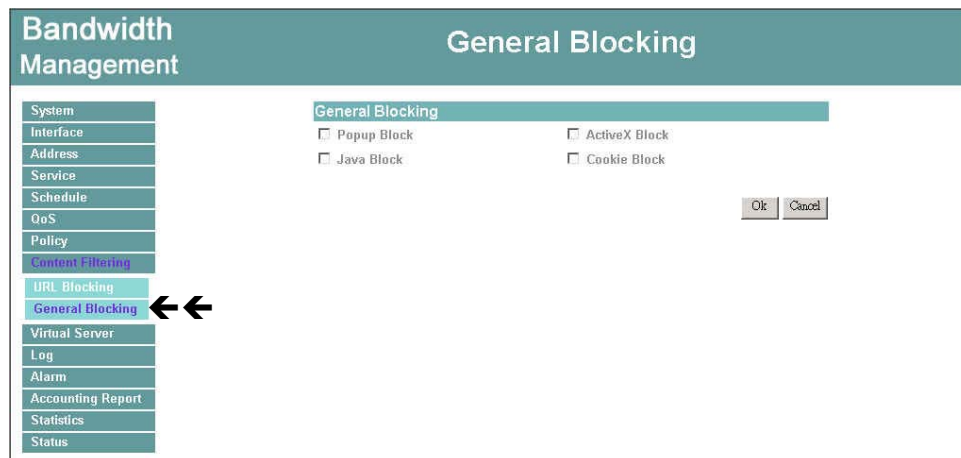 Bandwidth
Management
General Blocking
System
Interface
Address
Service
Schedule
QoS
Policy
Content Filtering
URL Blocking
General Blocking
Virtual Server
Log
Alarm
Accounting Report
Statistics
Status
General Blocking
Popup Block
ActiveX Block
Java Block
Cookie Block
Ok
Cancel